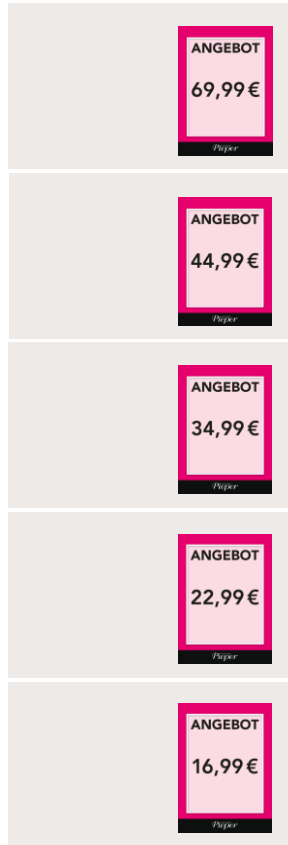 ANGEBOT
69,99 €
Pieper
ANGEBOT
44,99 €
Pieper
ANGEBOT
34,99 €
Pieper
ANGEBOT
22,99 €
Pieper
ANGEBOT
16,99 €
Pieper